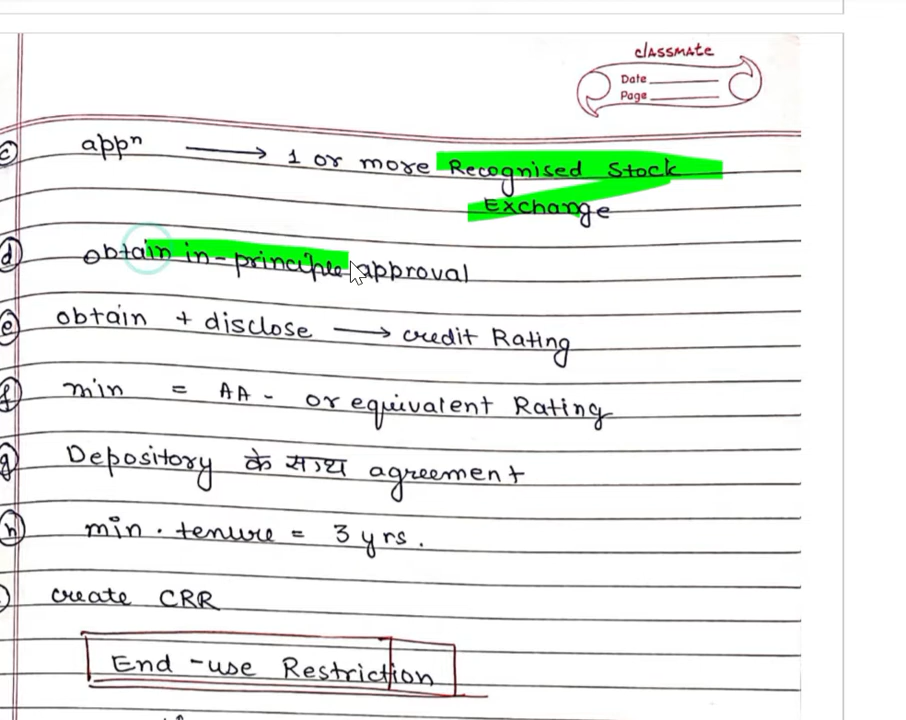 classmate
Date
Page
c appⁿ → 1 or more Recognised Stock
Exchange
d obtain in-principle approval
e obtain + disclose → credit Rating
f min = AA - or equivalent Rating
g Depository के साथ agreement
h min. tenure = 3 yrs.
create CRR
End-use Restriction